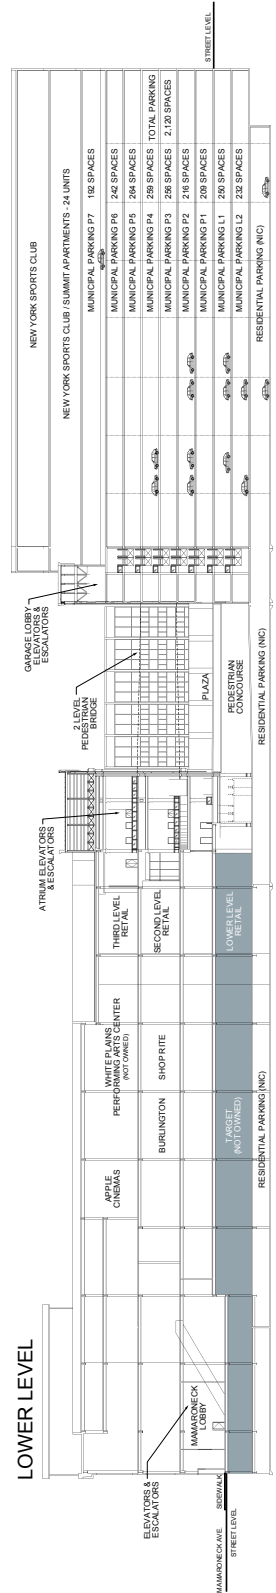 LOWER LEVEL
MAMARONECK AVE.
SIDEWALK
STREET LEVEL
ELEVATORS &
ESCALATORS
MAMARONECK
LOBBY
APPLE
CINEMAS
WHITE PLAINS
PERFORMING ARTS CENTER
(NOT OWNED)
BURLINGTON
SHOP RITE
TARGET
(NOT OWNED)
RESIDENTIAL PARKING (NIC)
THIRD LEVEL
RETAIL
SECOND LEVEL
RETAIL
LOWER LEVEL
RETAIL
ATRIUM ELEVATORS
& ESCALATORS
2 LEVEL
PEDESTRIAN
BRIDGE
PLAZA
PEDESTRIAN
CONCOURSE
RESIDENTIAL PARKING (NIC)
GARAGE LOBBY
ELEVATORS &
ESCALATORS
NEW YORK SPORTS CLUB
NEW YORK SPORTS CLUB / SUMMIT APARTMENTS - 24 UNITS
MUNICIPAL PARKING P7 192 SPACES
MUNICIPAL PARKING P6 242 SPACES
MUNICIPAL PARKING P5 264 SPACES
MUNICIPAL PARKING P4 259 SPACES TOTAL PARKING
MUNICIPAL PARKING P3 256 SPACES 2,120 SPACES
MUNICIPAL PARKING P2 216 SPACES
MUNICIPAL PARKING P1 209 SPACES
MUNICIPAL PARKING L1 250 SPACES
MUNICIPAL PARKING L2 232 SPACES
RESIDENTIAL PARKING (NIC)
STREET LEVEL